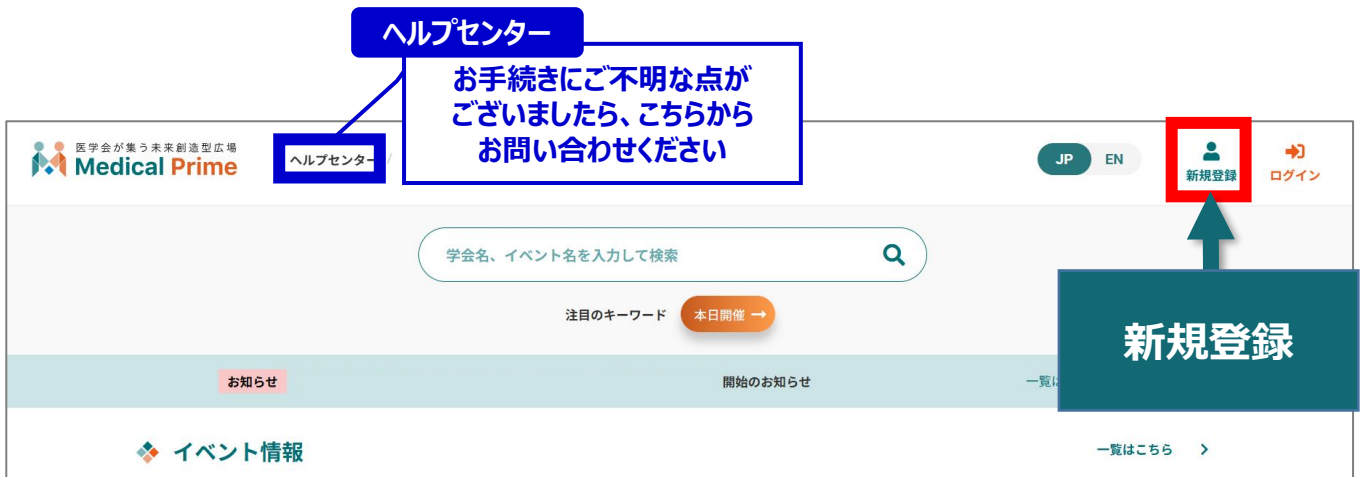 ヘルプセンター
お手続きにご不明な点が
ございましたら、こちらから
お問い合わせください
医学会が集う未来創造型広場
Medical Prime
ヘルプセンター
JP EN
新規登録
ログイン
学会名、イベント名を入力して検索
注目のキーワード 本日開催 →
新規登録
お知らせ 開始のお知らせ 一覧は
イベント情報 一覧はこちら >